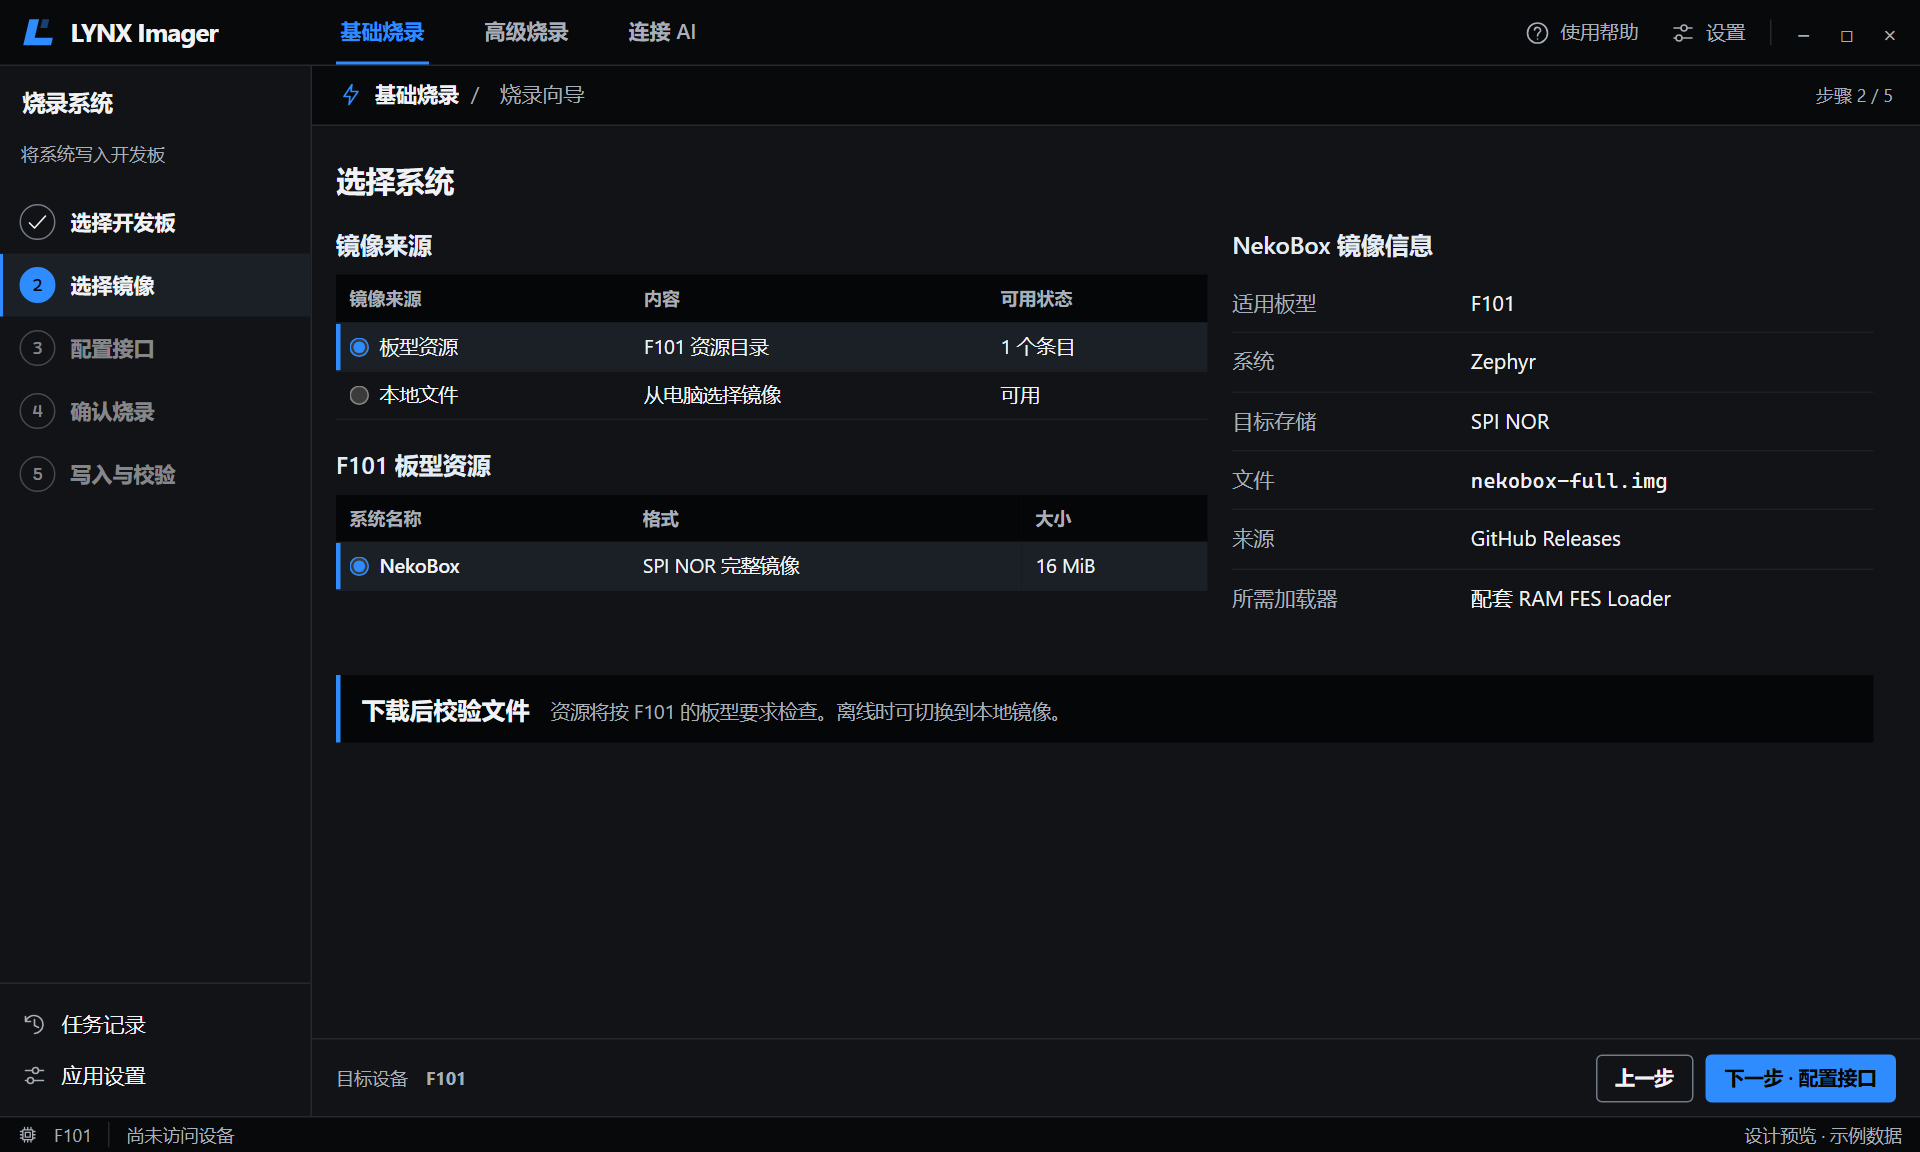 LYNX Imager
基础烧录
高级烧录
连接 AI
使用帮助
设置
烧录系统
将系统写入开发板
选择开发板
2 选择镜像
3 配置接口
4 确认烧录
5 写入与校验
任务记录
应用设置
基础烧录 / 烧录向导
步骤 2 / 5
选择系统
镜像来源
镜像来源 内容 可用状态
板型资源 F101 资源目录 1 个条目
本地文件 从电脑选择镜像 可用
F101 板型资源
系统名称 格式 大小
NekoBox SPI NOR 完整镜像 16 MiB
NekoBox 镜像信息
适用板型 F101
系统 Zephyr
目标存储 SPI NOR
文件 nekobox-full.img
来源 GitHub Releases
所需加载器 配套 RAM FES Loader
下载后校验文件 资源将按 F101 的板型要求检查。离线时可切换到本地镜像。
目标设备 F101
上一步
下一步 · 配置接口
F101 尚未访问设备
设计预览 · 示例数据